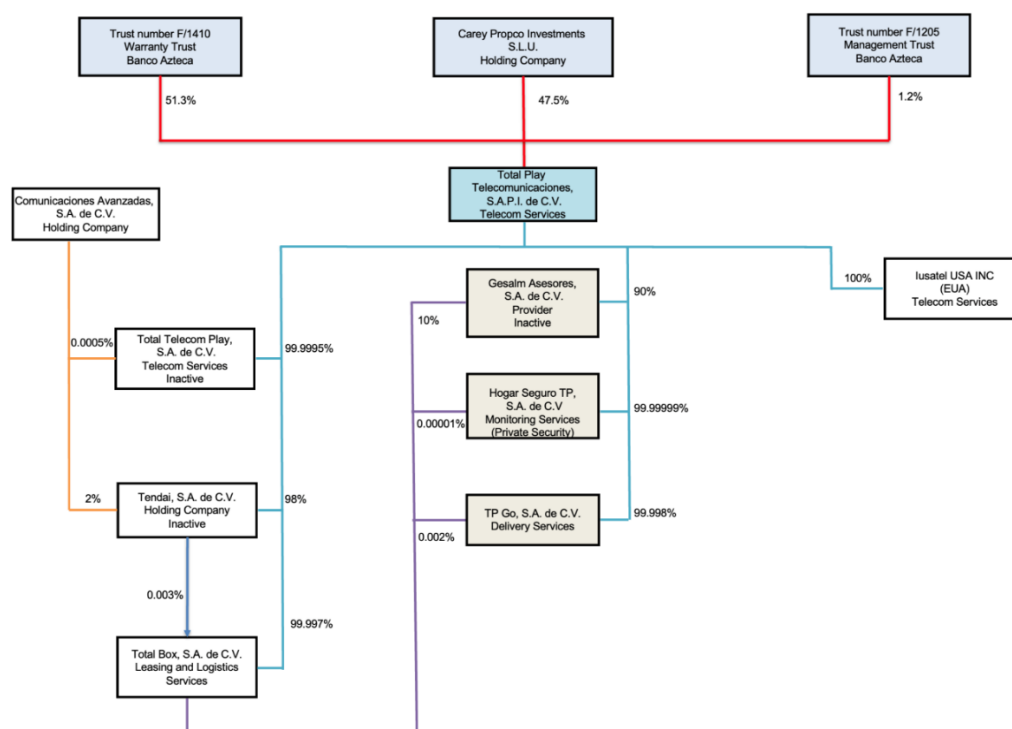 Trust number F/1410
Warranty Trust
Banco Azteca
Carey Propco Investments
S.L.U.
Holding Company
Trust number F/1205
Management Trust
Banco Azteca
51.3%
47.5%
1.2%
Total Play
Telecomunicaciones,
S.A.P.I. de C.V.
Telecom Services
Comunicaciones Avanzadas,
S.A. de C.V.
Holding Company
Gesalm Asesores,
S.A. de C.V.
Provider
Inactive
10%
90%
100%
Iusatel USA INC
(EUA)
Telecom Services
0.0005%
Total Telecom Play,
S.A. de C.V.
Telecom Services
Inactive
99.9995%
Hogar Seguro TP,
S.A. de C.V
Monitoring Services
(Private Security)
0.00001%
99.99999%
2%
Tendai, S.A. de C.V.
Holding Company
Inactive
98%
TP Go, S.A. de C.V.
Delivery Services
0.002%
99.998%
0.003%
99.997%
Total Box, S.A. de C.V.
Leasing and Logistics
Services